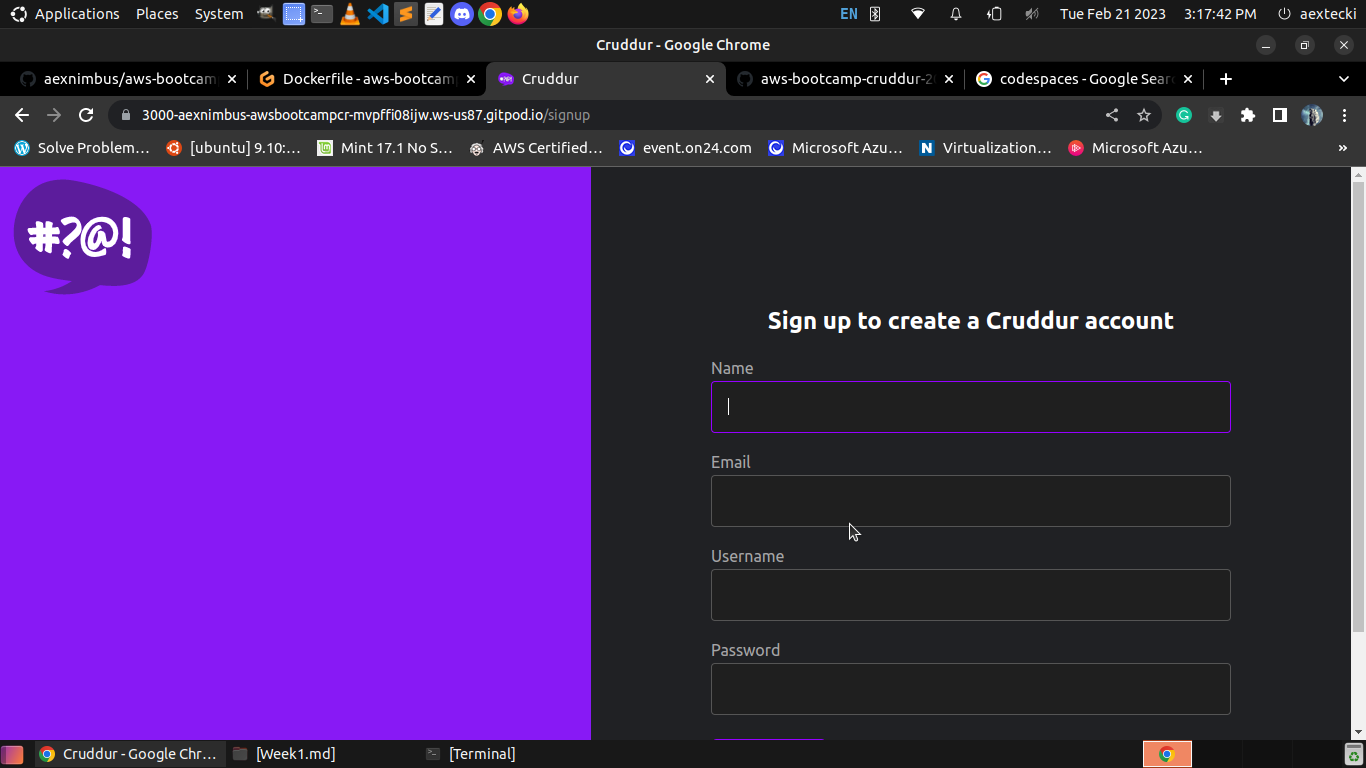 Applications Places System EN Tue Feb 21 2023 3:17:42 PM aextecki
Cruddur - Google Chrome
aexnimbus/aws-bootcam Dockerfile - aws-bootcam Cruddur aws-bootcamp-cruddur-20 codespaces - Google Sear
3000-aexnimbus-awsbootcampcr-mvpffi08ijw.ws-us87.gitpod.io/signup
Solve Problem… [ubuntu] 9.10:… Mint 17.1 No S… AWS Certified… event.on24.com Microsoft Azu… Virtualization… Microsoft Azu… »
#?@!
Sign up to create a Cruddur account
Name
Email
Username
Password
Cruddur - Google Chr… [Week1.md] [Terminal]